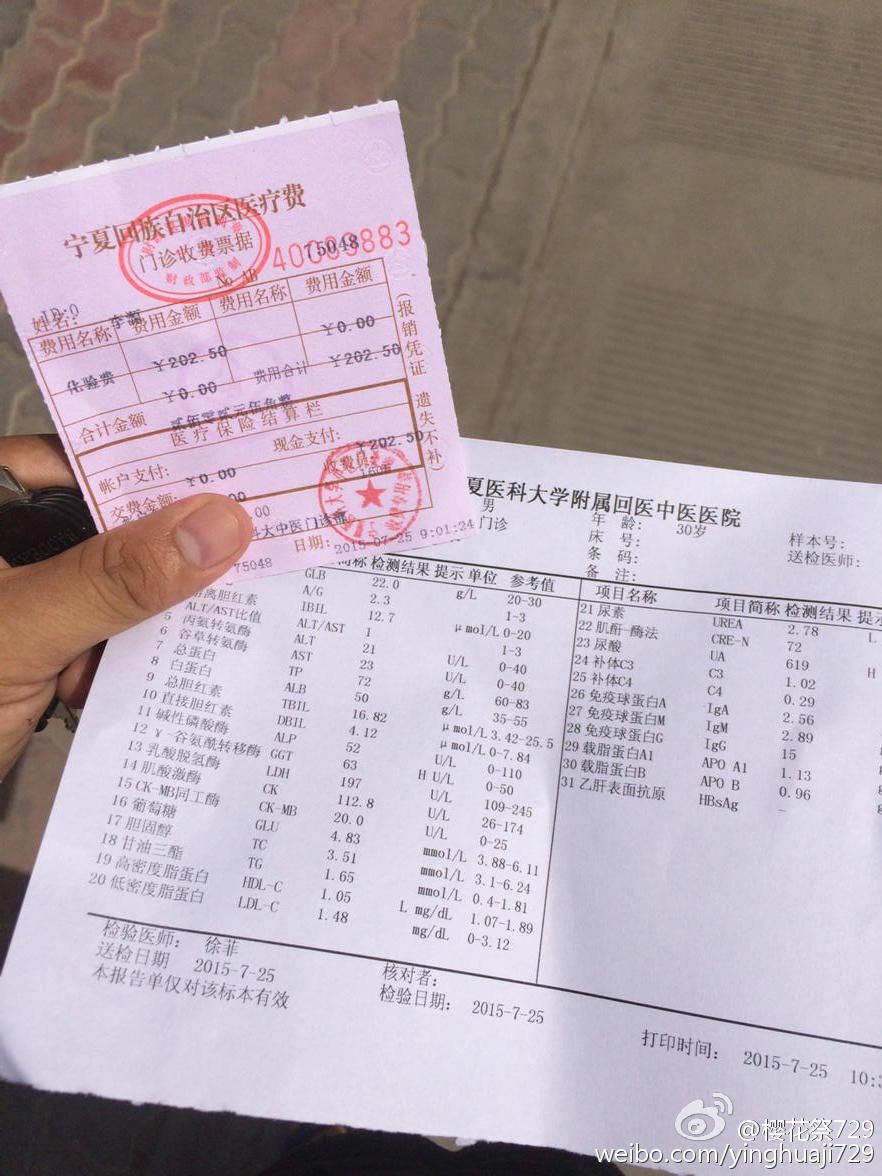 宁夏回族自治区医疗费
门诊收费票据
财政部监制
No AB
40009883
75048
ID:0
姓名:
费用名称 费用金额 费用名称 费用金额
化验费 ¥202.50 ¥0.00
¥0.00 费用合计 ¥202.50
合计金额 贰佰零贰元伍角整
医疗保险结算栏
帐户支付: ¥0.00 现金支付: ¥202.50
交费金额: 收费员:
日期: 2015-07-25 9:01:24
75048
(报销凭证 遗失不补)
夏医科大学附属回医中医医院
男 年 龄: 30岁 样本号:
门诊 床 号: 送检医师:
条 码:
备 注:
检测结果 提示 单位 参考值
GLB 22.0 g/L 20-30
A/G 2.3 1-3
游离胆红素 IBIL 12.7 μmol/L 0-20
ALT/AST比值 ALT/AST 1 1-3
5 丙氨转氨酶 ALT 21 U/L 0-40
6 谷草转氨酶 AST 23 U/L 0-40
7 总蛋白 TP 72 g/L 60-83
8 白蛋白 ALB 50 g/L 35-55
9 总胆红素 TBIL 16.82 μmol/L 3.42-25.5
10 直接胆红素 DBIL 4.12 μmol/L 0-7.84
11 碱性磷酸酶 ALP 52 U/L 0-110
12 γ-谷氨酰转移酶 GGT 63 H U/L 0-50
13 乳酸脱氢酶 LDH 197 U/L 109-245
14 肌酸激酶 CK 112.8 U/L 26-174
15 CK-MB同工酶 CK-MB 20.0 U/L 0-25
16 葡萄糖 GLU 4.83 mmol/L 3.88-6.11
17 胆固醇 TC 3.51 mmol/L 3.1-6.24
18 甘油三酯 TG 1.65 mmol/L 0.4-1.81
19 高密度脂蛋白 HDL-C 1.05 L mg/dL 1.07-1.89
20 低密度脂蛋白 LDL-C 1.48 mg/dL 0-3.12
项目名称 项目简称 检测结果 提示
21 尿素 UREA 2.78 L
22 肌酐-酶法 CRE-N 72
23 尿酸 UA 619 H
24 补体C3 C3 1.02
25 补体C4 C4 0.29
26 免疫球蛋白A IgA 2.56
27 免疫球蛋白M IgM 2.89
28 免疫球蛋白G IgG 15
29 载脂蛋白A1 APO A1 1.13
30 载脂蛋白B APO B 0.96
31 乙肝表面抗原 HBsAg -
检验医师: 徐菲 核对者:
送检日期 2015-7-25 检验日期: 2015-7-25
本报告单仅对该标本有效
打印时间: 2015-7-25
@樱花祭729
weibo.com/yinghuaji729